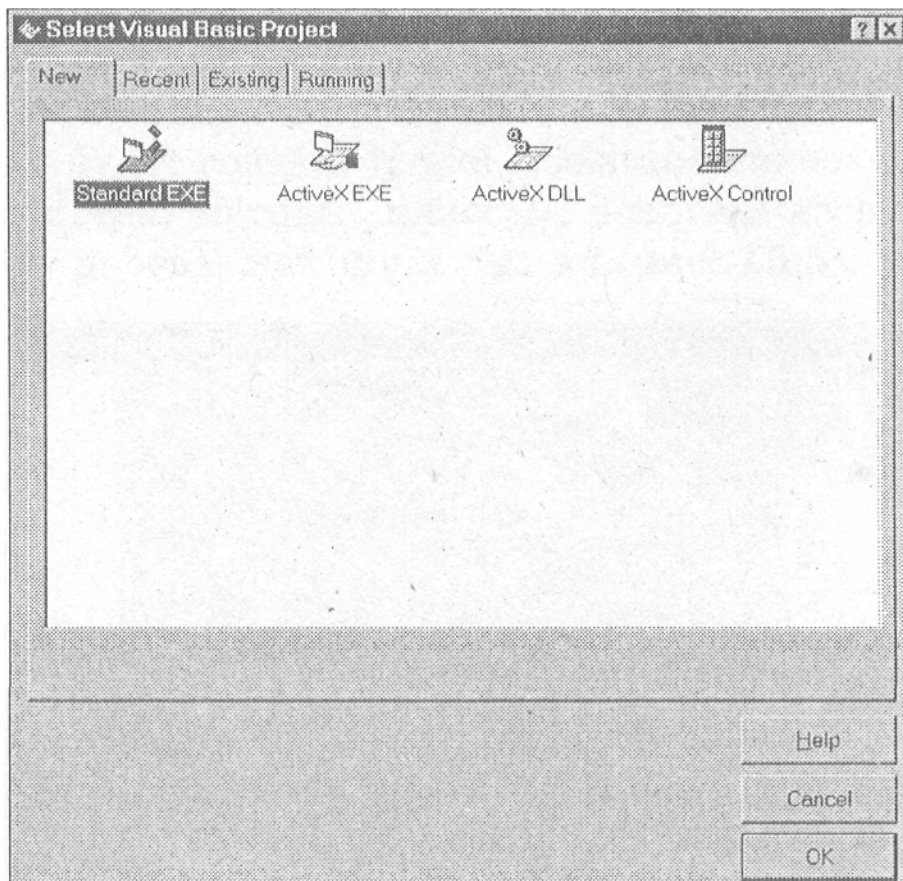 Select Visual Basic Project
New Recent Existing Running
Standard EXE ActiveX EXE ActiveX DLL ActiveX Control
Help
Cancel
OK